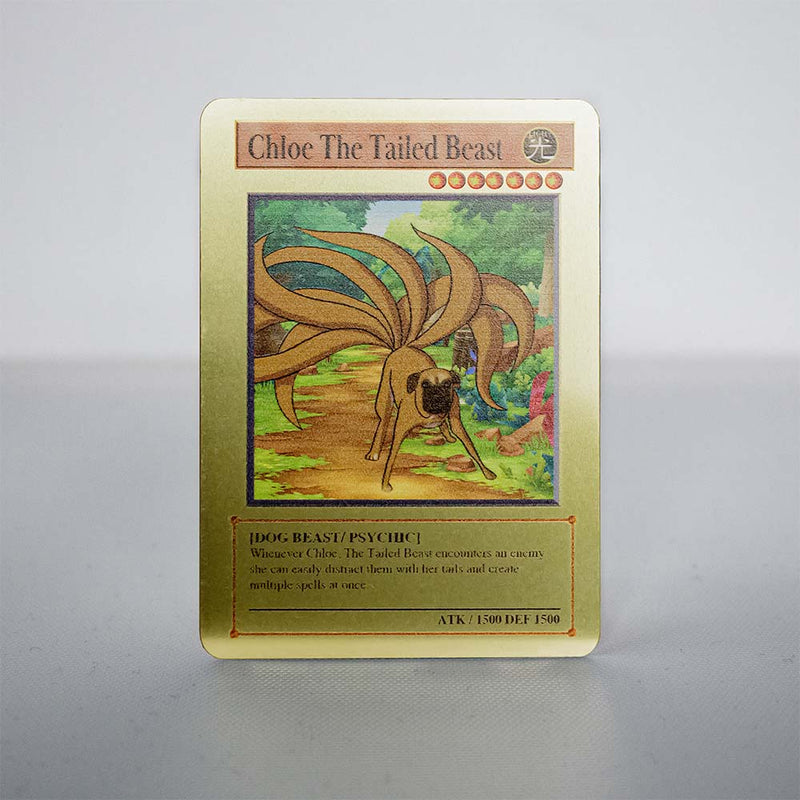 Chloe The Tailed Beast
LIGHT
光
[DOG BEAST/ PSYCHIC]
Whenever Chloe, The Tailed Beast encounters an enemy
she can easily distract them with her tails and create
multiple spells at once.
ATK / 1500 DEF 1500